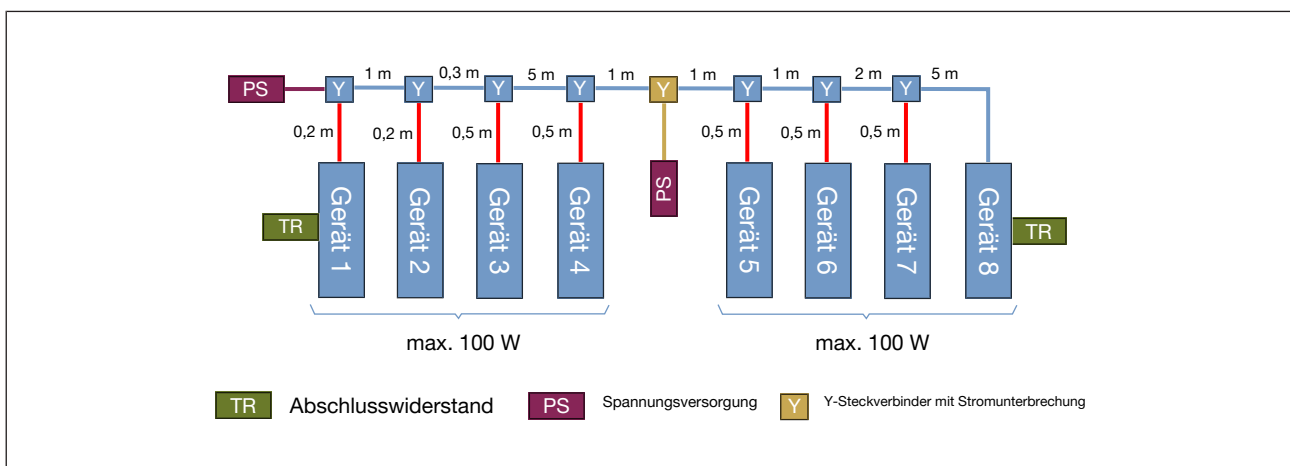 1 m 0,3 m 5 m 1 m 1 m 1 m 2 m 5 m
PS Y Y Y Y Y Y Y Y
0,2 m 0,2 m 0,5 m 0,5 m 0,5 m 0,5 m 0,5 m
PS
Gerät 1 Gerät 2 Gerät 3 Gerät 4 Gerät 5 Gerät 6 Gerät 7 Gerät 8
TR TR
max. 100 W max. 100 W
TR Abschlusswiderstand PS Spannungsversorgung Y Y-Steckverbinder mit Stromunterbrechung